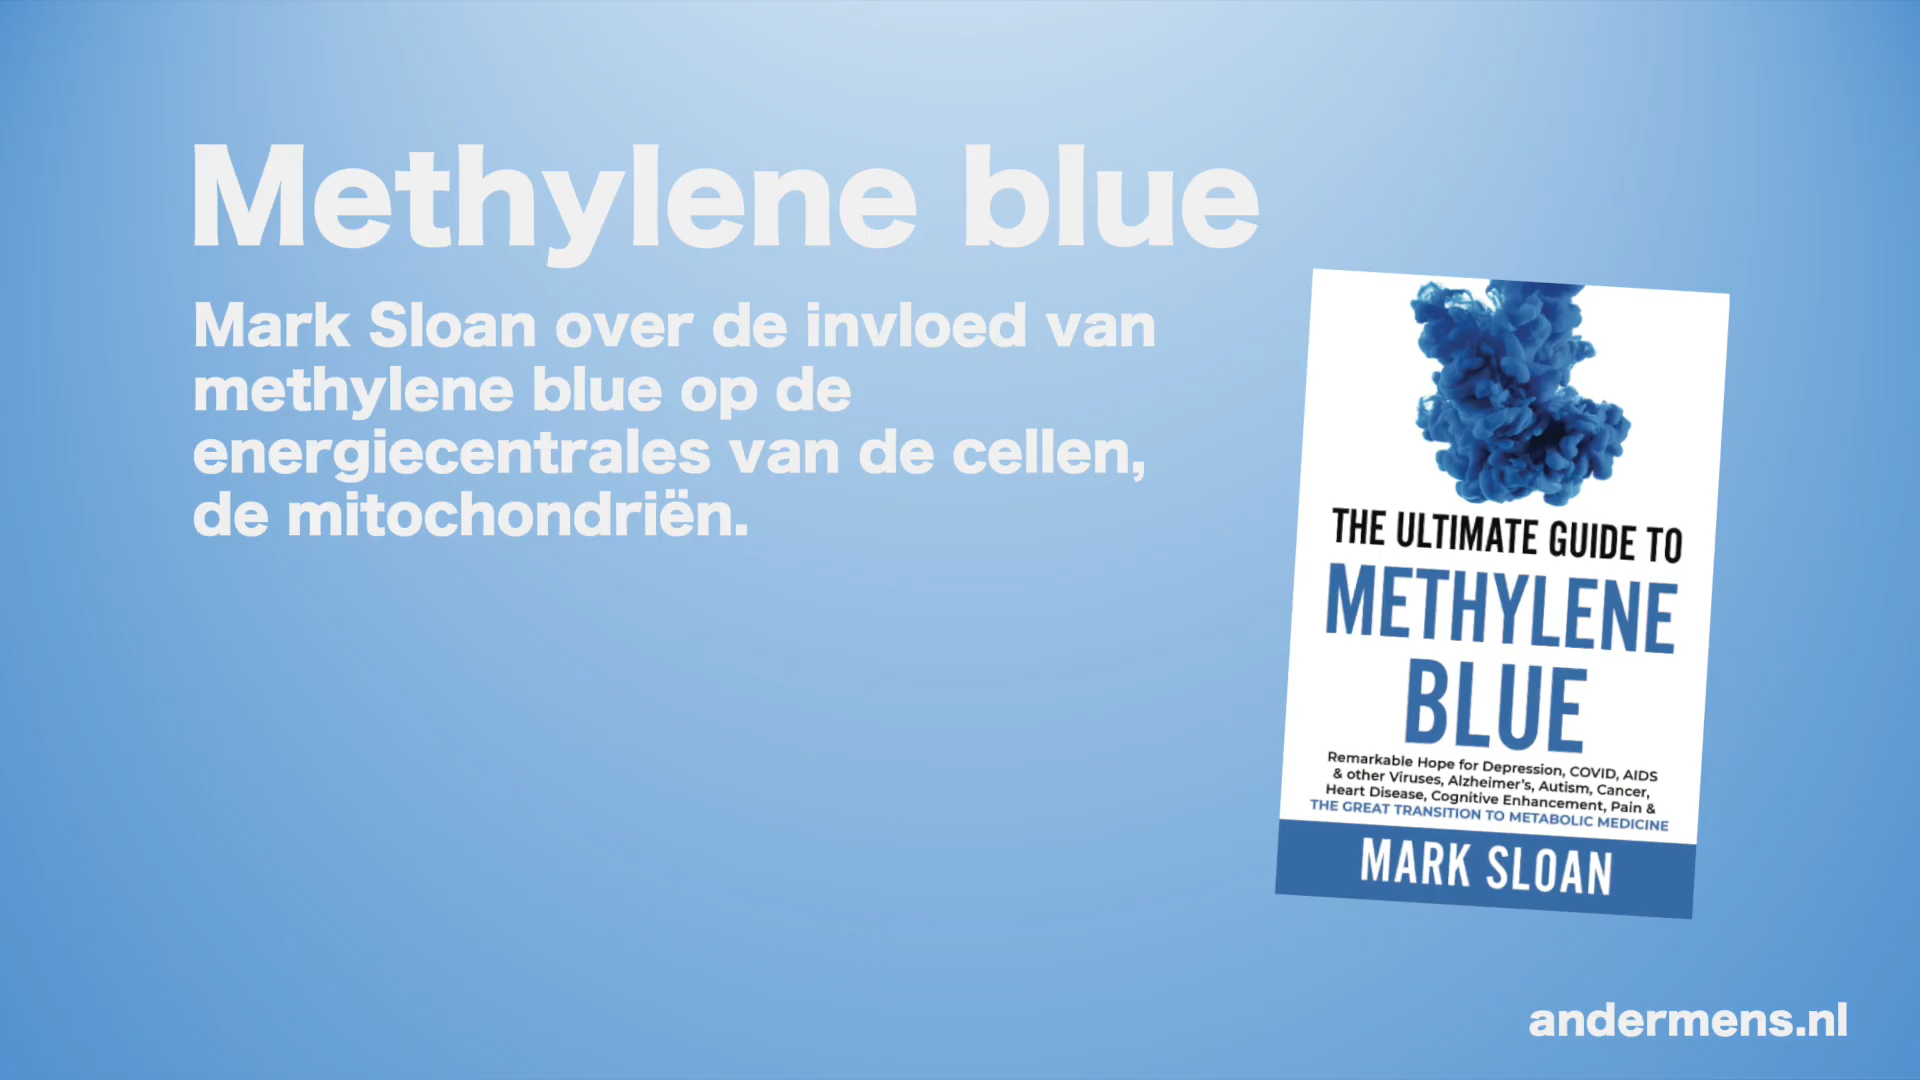 Methylene blue
Mark Sloan over de invloed van
methylene blue op de
energiecentrales van de cellen,
de mitochondriën.
THE ULTIMATE GUIDE TO
METHYLENE
BLUE
Remarkable Hope for Depression, COVID, AIDS
& other Viruses, Alzheimer's, Autism, Cancer,
Heart Disease, Cognitive Enhancement, Pain &
THE GREAT TRANSITION TO METABOLIC MEDICINE
MARK SLOAN
andermens.nl